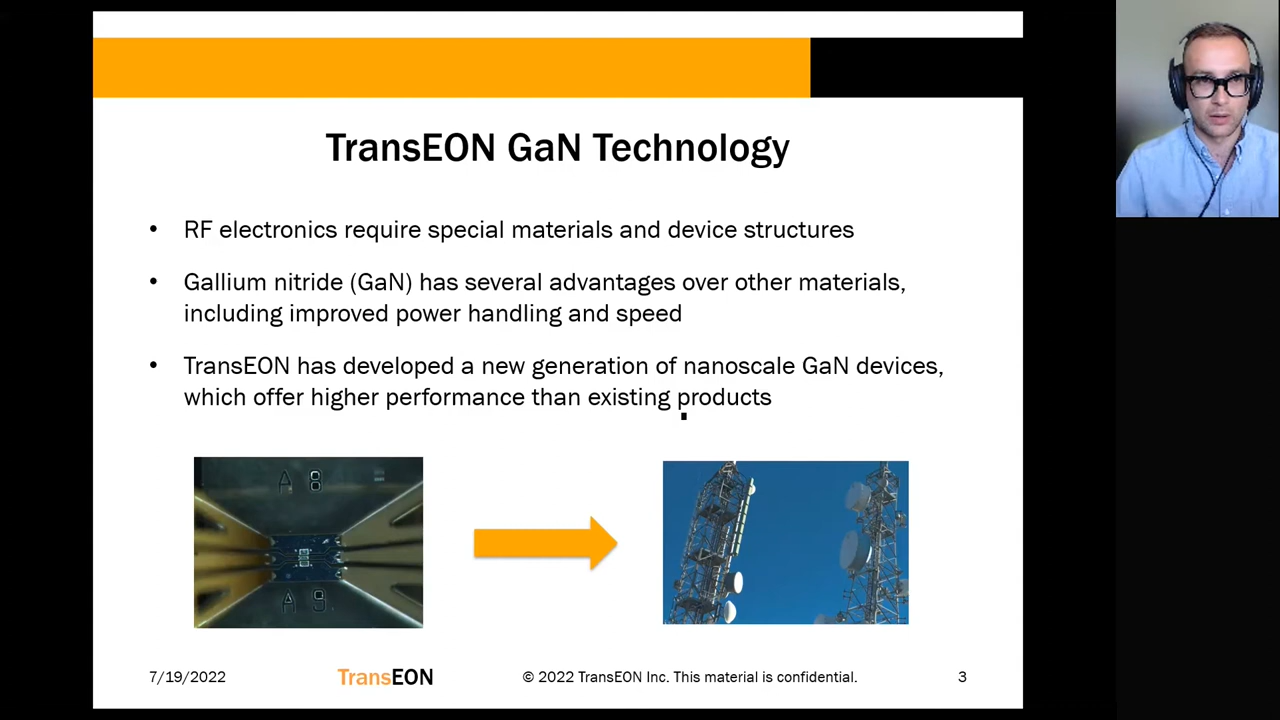 TransEON GaN Technology
• RF electronics require special materials and device structures
• Gallium nitride (GaN) has several advantages over other materials,
including improved power handling and speed
• TransEON has developed a new generation of nanoscale GaN devices,
which offer higher performance than existing products
A 8
A 9
7/19/2022 TransEON © 2022 TransEON Inc. This material is confidential. 3